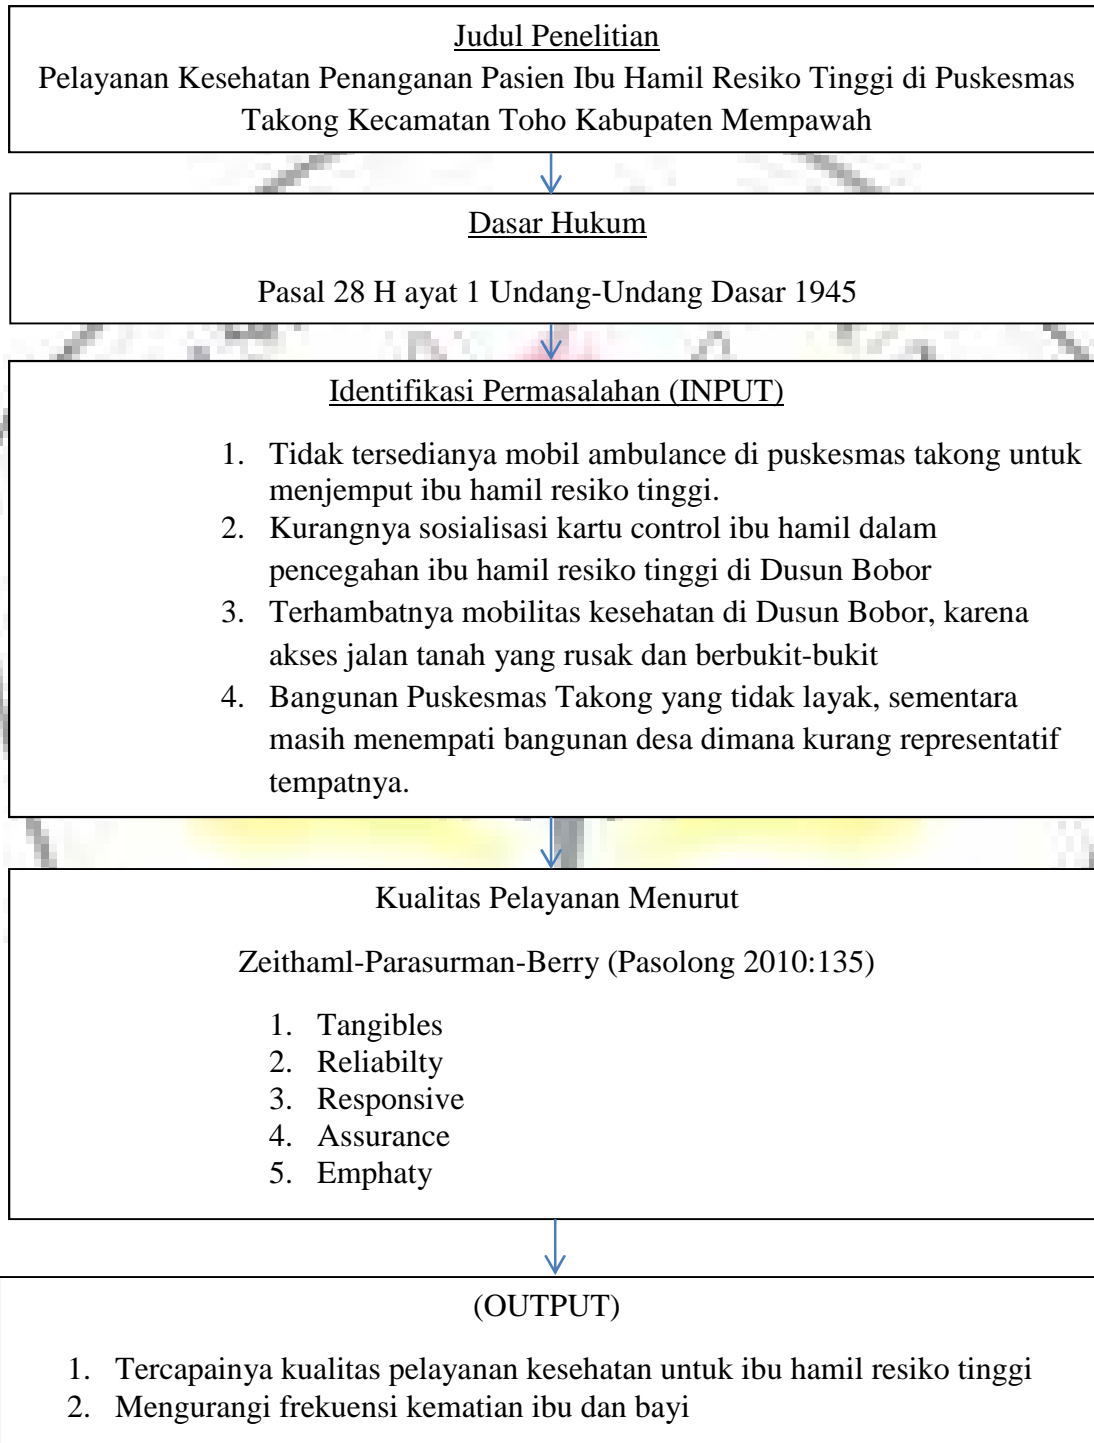 Judul Penelitian
Pelayanan Kesehatan Penanganan Pasien Ibu Hamil Resiko Tinggi di Puskesmas
Takong Kecamatan Toho Kabupaten Mempawah
Dasar Hukum
Pasal 28 H ayat 1 Undang-Undang Dasar 1945
Identifikasi Permasalahan (INPUT)
1. Tidak tersedianya mobil ambulance di puskesmas takong untuk
menjemput ibu hamil resiko tinggi.
2. Kurangnya sosialisasi kartu control ibu hamil dalam
pencegahan ibu hamil resiko tinggi di Dusun Bobor
3. Terhambatnya mobilitas kesehatan di Dusun Bobor, karena
akses jalan tanah yang rusak dan berbukit-bukit
4. Bangunan Puskesmas Takong yang tidak layak, sementara
masih menempati bangunan desa dimana kurang representatif
tempatnya.
Kualitas Pelayanan Menurut
Zeithaml-Parasurman-Berry (Pasolong 2010:135)
1. Tangibles
2. Reliabilty
3. Responsive
4. Assurance
5. Emphaty
(OUTPUT)
1. Tercapainya kualitas pelayanan kesehatan untuk ibu hamil resiko tinggi
2. Mengurangi frekuensi kematian ibu dan bayi